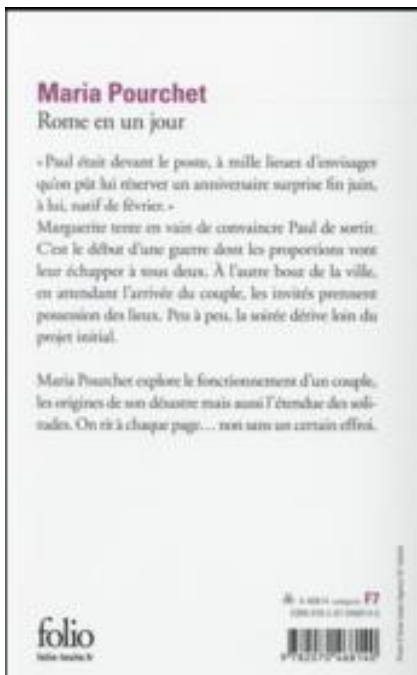 Maria Pourchet
Rome en un jour
« Paul était devant le poste, à mille lieues d'envisager
qu'on pût lui réserver un anniversaire surprise fin juin,
à lui, natif de février. »
Marguerite tente en vain de convaincre Paul de sortir.
C'est le début d'une guerre dont les proportions vont
leur échapper à tous deux. À l'autre bout de la ville,
en attendant l'arrivée du couple, les invités prennent
possession des lieux. Peu à peu, la soirée dérive loin du
projet initial.
Maria Pourchet explore le fonctionnement d'un couple,
les origines de son désastre mais aussi l'étendue des soli-
tudes. On rit à chaque page… non sans un certain effroi.
catégorie F7
folio
folio-lesite.fr